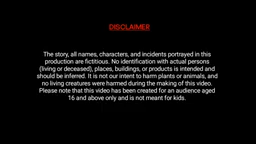 DISCLAIMER
The story, all names, characters, and incidents portrayed in this
production are fictitious. No identification with actual persons
(living or deceased), places, buildings, or products is intended and
should be inferred. It is not our intent to harm plants or animals, and
no living creatures were harmed during the making of this video.
Please note that this video has been created for an audience aged
16 and above only and is not meant for kids.